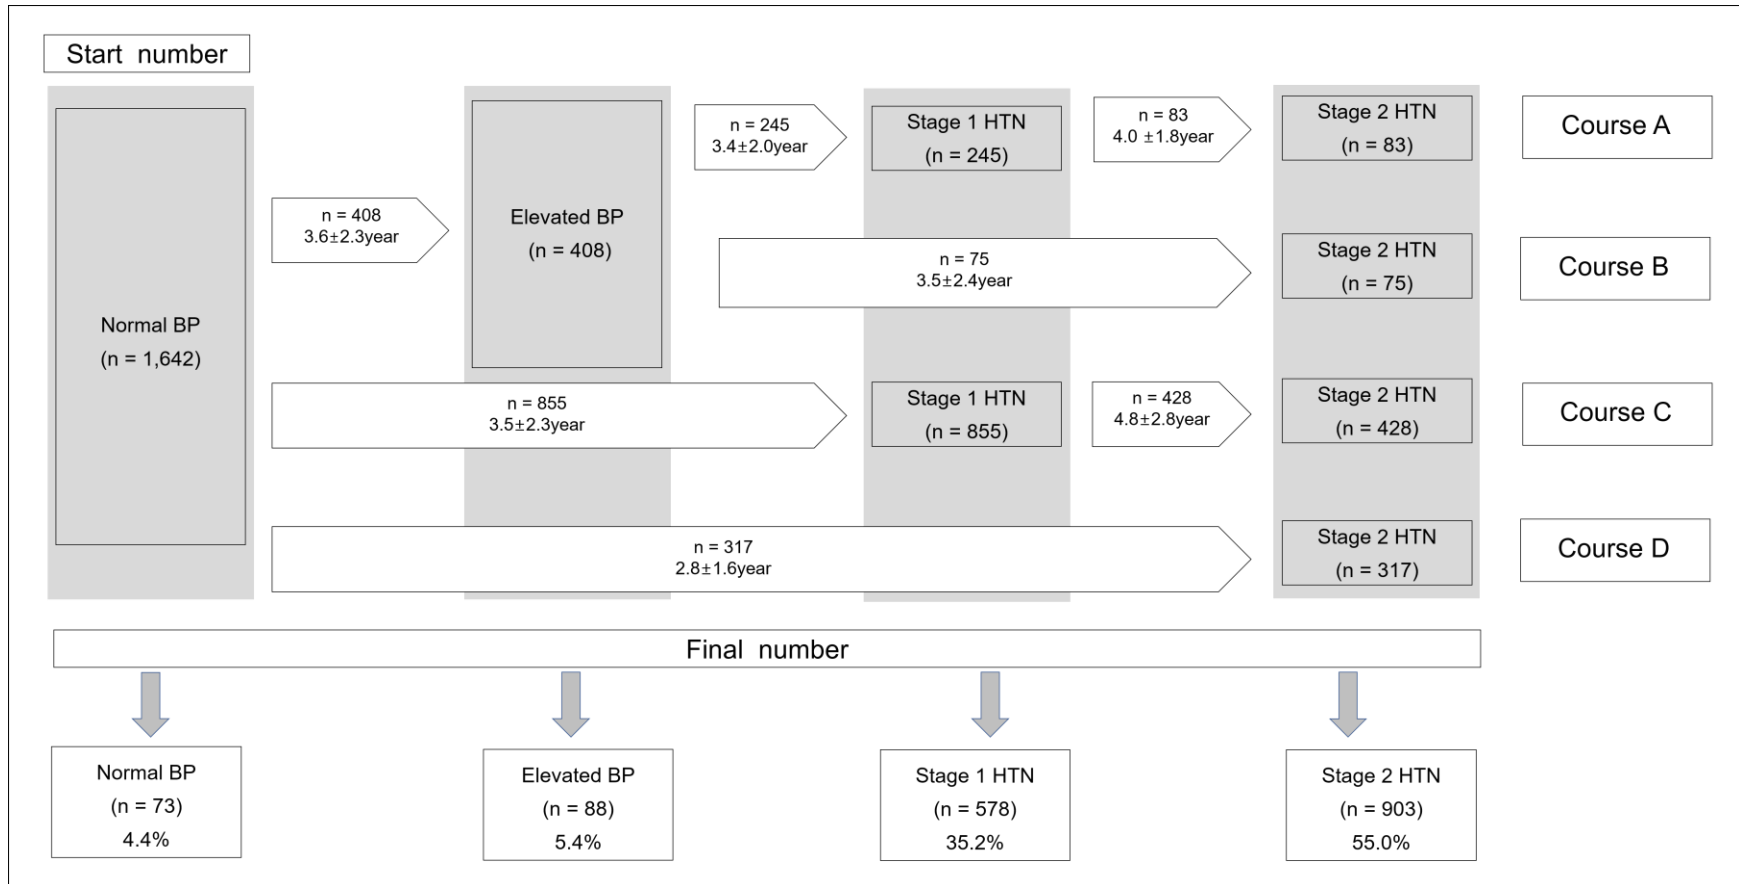 Start number
Normal BP
(n = 1,642)
n = 408
3.6±2.3year
Elevated BP
(n = 408)
n = 245
3.4±2.0year
Stage 1 HTN
(n = 245)
n = 83
4.0 ±1.8year
Stage 2 HTN
(n = 83)
Course A
n = 75
3.5±2.4year
Stage 2 HTN
(n = 75)
Course B
n = 855
3.5±2.3year
Stage 1 HTN
(n = 855)
n = 428
4.8±2.8year
Stage 2 HTN
(n = 428)
Course C
n = 317
2.8±1.6year
Stage 2 HTN
(n = 317)
Course D
Final number
Normal BP
(n = 73)
4.4%
Elevated BP
(n = 88)
5.4%
Stage 1 HTN
(n = 578)
35.2%
Stage 2 HTN
(n = 903)
55.0%